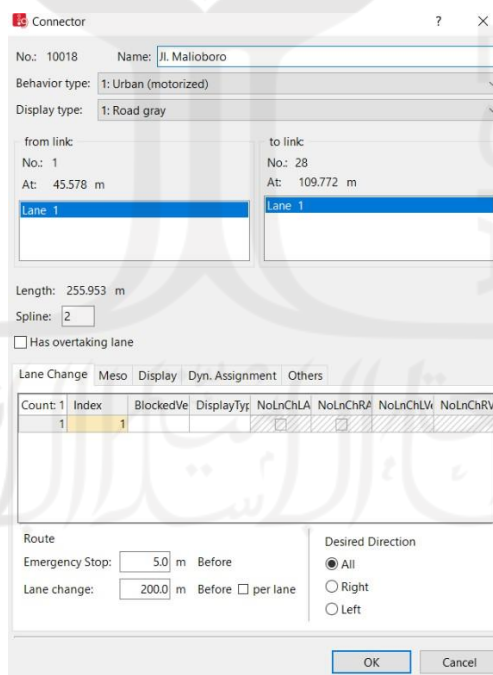 Connector ? ×
No.: 10018 Name: Jl. Malioboro
Behavior type: 1: Urban (motorized)
Display type: 1: Road gray
from link: to link:
No.: 1 No.: 28
At: 45.578 m At: 109.772 m
Lane 1 Lane 1
Length: 255.953 m
Spline: 2
Has overtaking lane
Lane Change Meso Display Dyn. Assignment Others
Count: 1 Index BlockedVe DisplayTyp NoLnChLA NoLnChRA NoLnChLV NoLnChRV
1 1
Route Desired Direction
Emergency Stop: 5.0 m Before All
Lane change: 200.0 m Before per lane Right
Left
OK Cancel